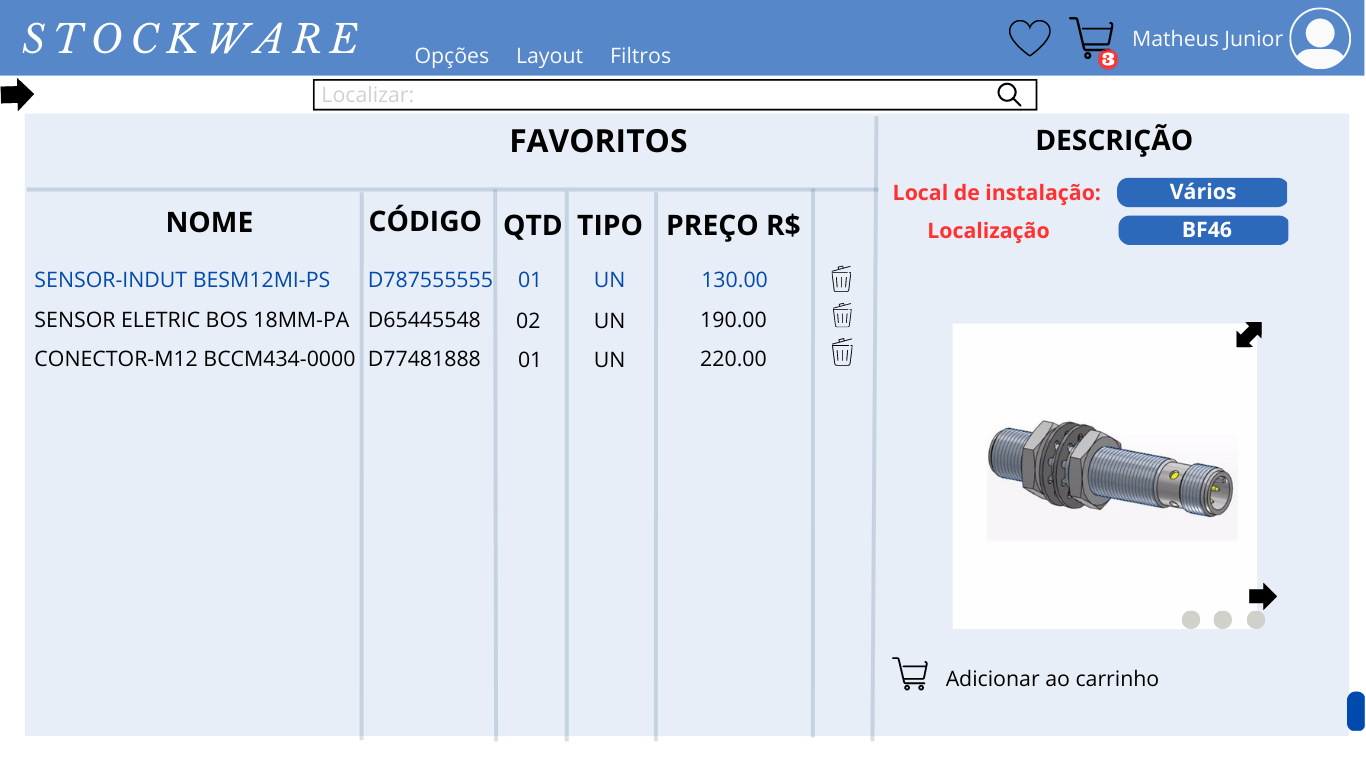 STOCKWARE
Opções Layout Filtros
3
Matheus Junior
Localizar:
FAVORITOS
NOME CÓDIGO QTD TIPO PREÇO R$
SENSOR-INDUT BESM12MI-PS D787555555 01 UN 130.00
SENSOR ELETRIC BOS 18MM-PA D65445548 02 UN 190.00
CONECTOR-M12 BCCM434-0000 D77481888 01 UN 220.00
DESCRIÇÃO
Local de instalação: Vários
Localização BF46
Adicionar ao carrinho